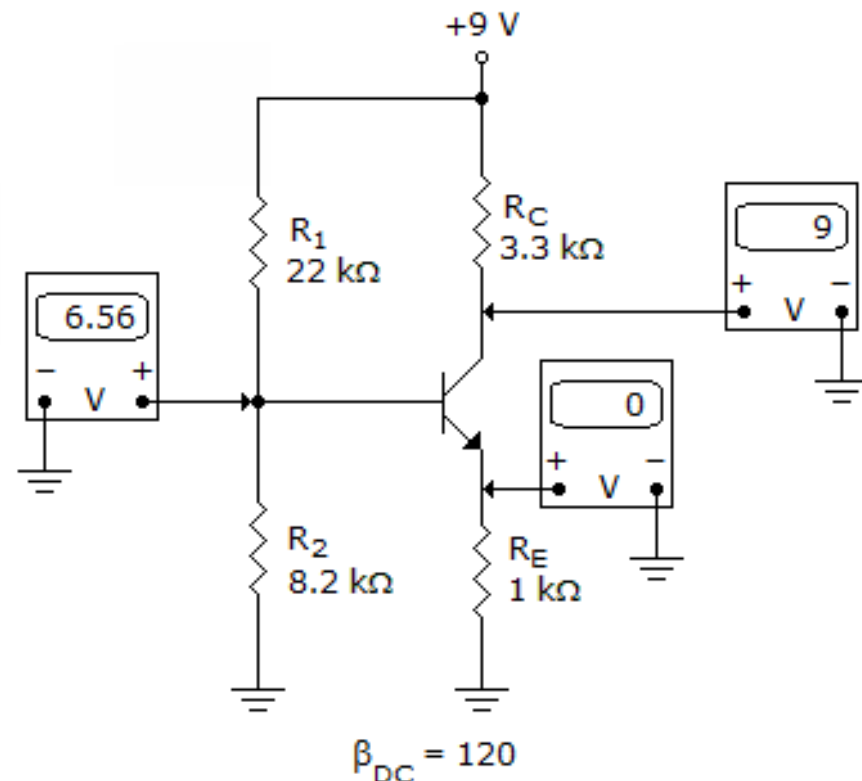 +9 V
R1
22 kΩ
RC
3.3 kΩ
9
+ −
V
6.56
− +
V
0
+ −
V
R2
8.2 kΩ
RE
1 kΩ
βDC = 120